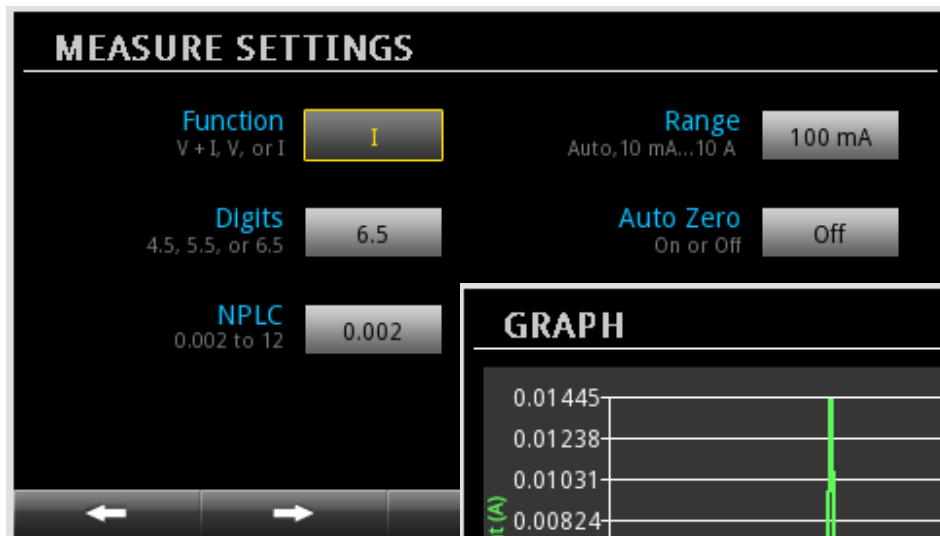 MEASURE SETTINGS
Function
V + I, V, or I
I
Range
Auto, 10 mA...10 A
100 mA
Digits
4.5, 5.5, or 6.5
6.5
Auto Zero
On or Off
Off
NPLC
0.002 to 12
0.002
GRAPH
0.01445
0.01238
0.01031
0.00824
t (A)